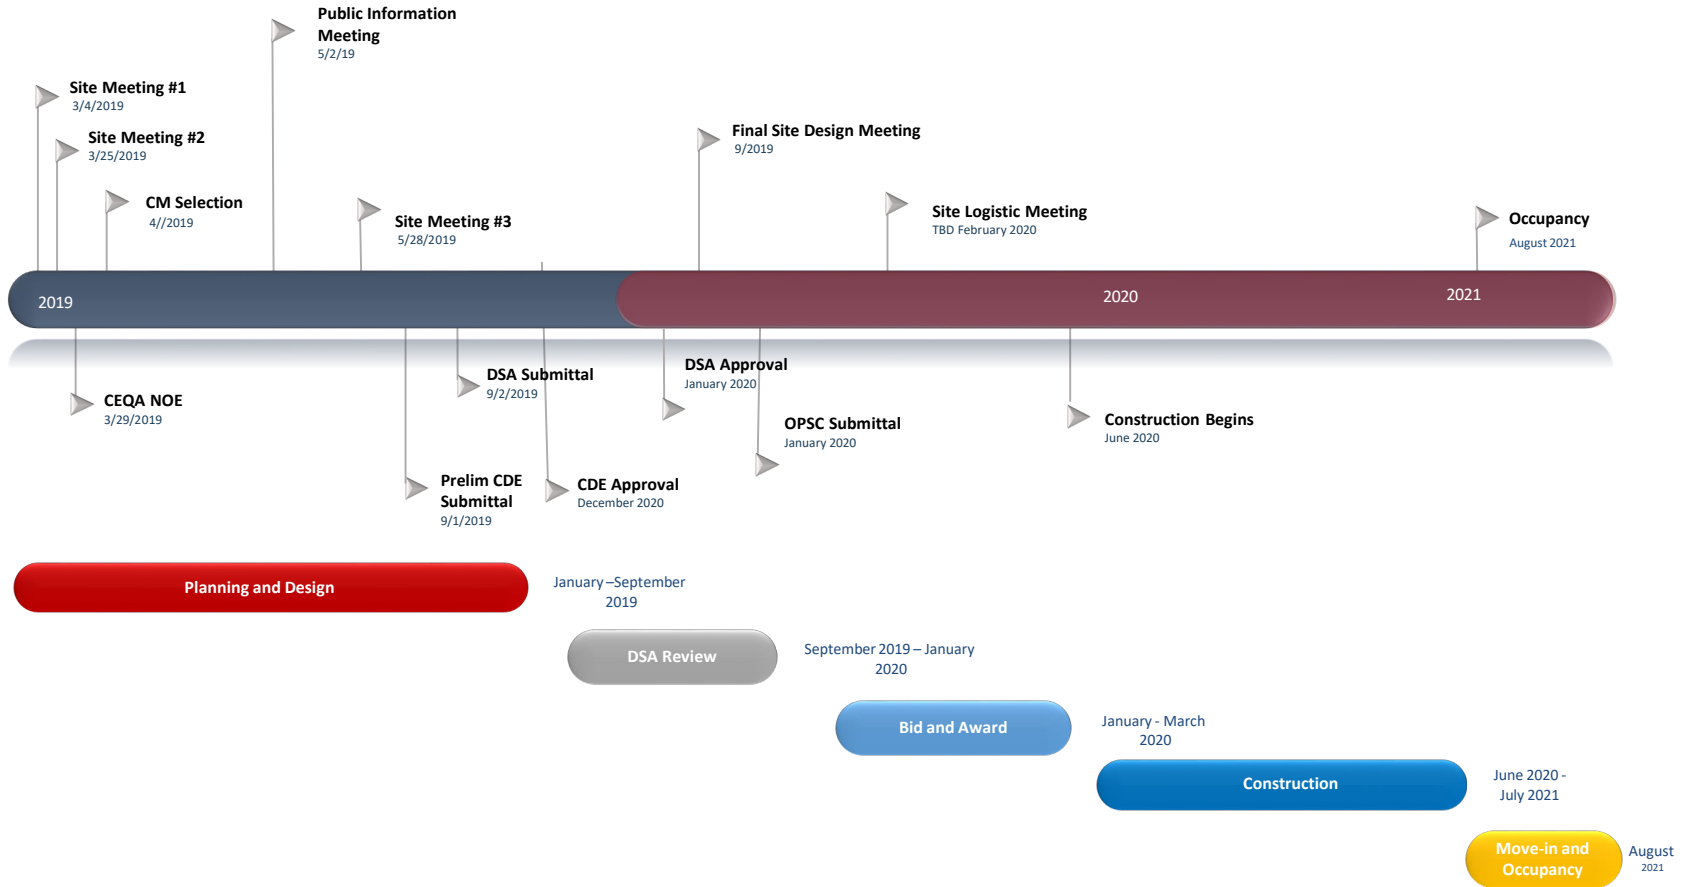 Public Information
Meeting
5/2/19
Site Meeting #1
3/4/2019
Site Meeting #2
3/25/2019
CM Selection
4//2019
Site Meeting #3
5/28/2019
Final Site Design Meeting
9/2019
Site Logistic Meeting
TBD February 2020
Occupancy
August 2021
2019
2020
2021
CEQA NOE
3/29/2019
Prelim CDE
Submittal
9/1/2019
DSA Submittal
9/2/2019
CDE Approval
December 2020
DSA Approval
January 2020
OPSC Submittal
January 2020
Construction Begins
June 2020
Planning and Design
January –September
2019
DSA Review
September 2019 – January
2020
Bid and Award
January - March
2020
Construction
June 2020 -
July 2021
Move-in and
Occupancy
August
2021